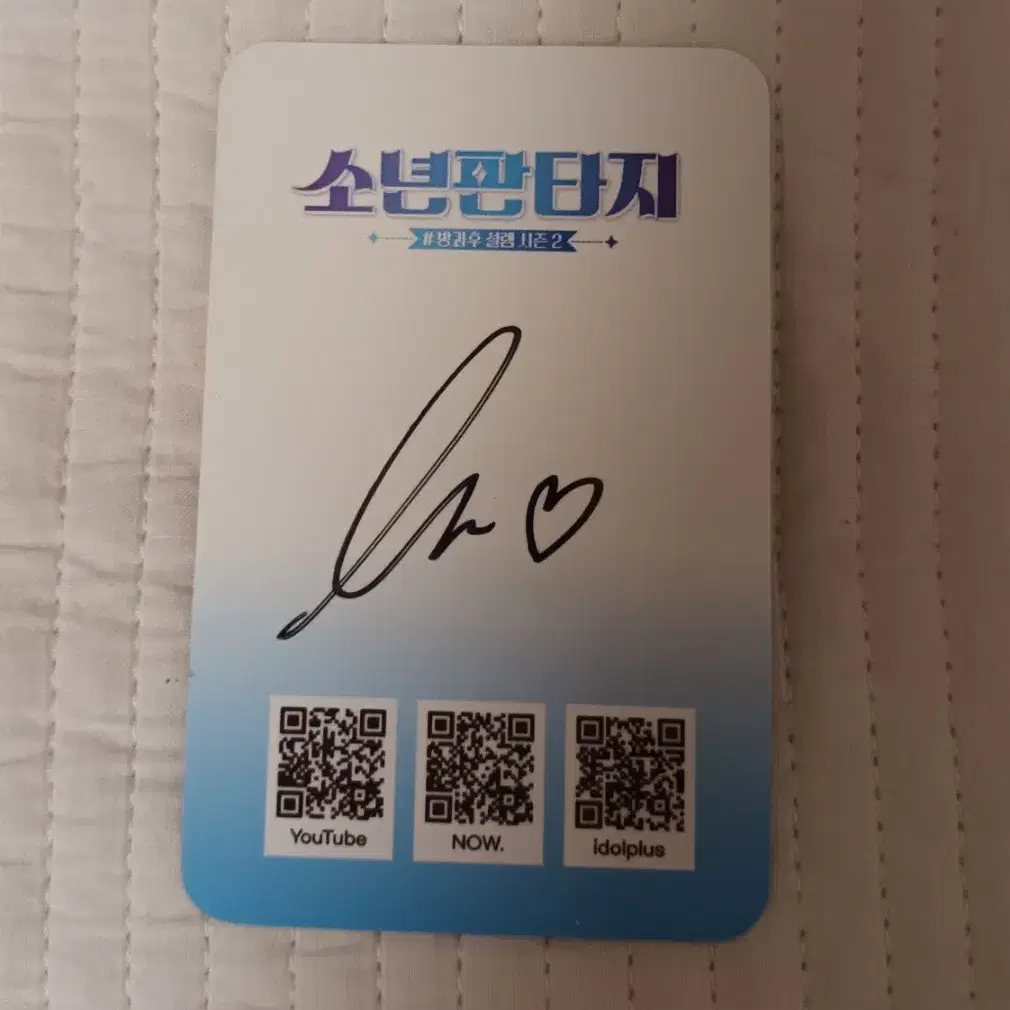 소년판타지
#방과후 설렘 시즌 2
YouTube
NOW.
idolplus